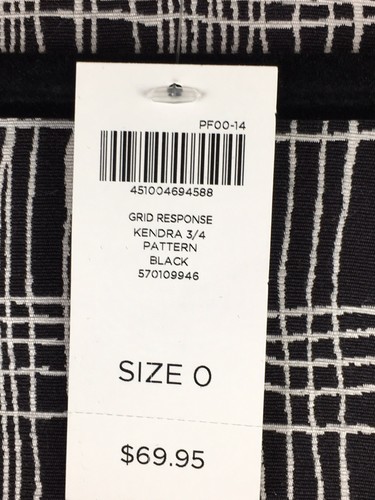 PF00-14
451004694588
GRID RESPONSE
KENDRA 3/4
PATTERN
BLACK
570109946
SIZE 0
$69.95